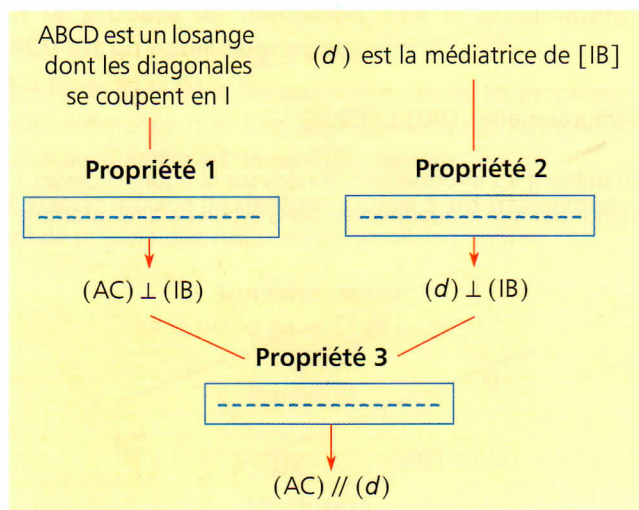 ABCD est un losange
dont les diagonales
se coupent en I
(d) est la médiatrice de [IB]
Propriété 1
Propriété 2
(AC) ⊥ (IB)
(d) ⊥ (IB)
Propriété 3
(AC) // (d)